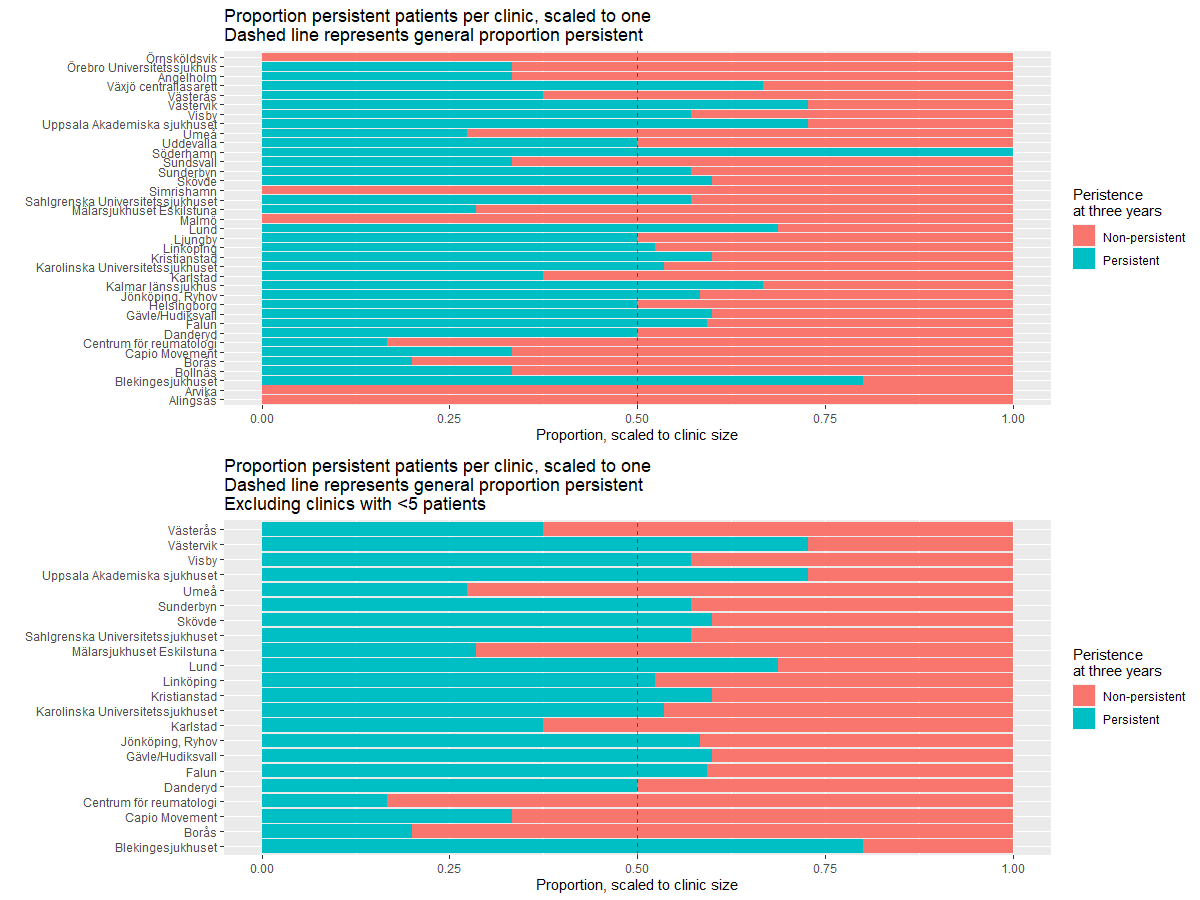 Proportion persistent patients per clinic, scaled to one
Dashed line represents general proportion persistent
Örnsköldsvik
Örebro Universitetssjukhus
Ängelholm
Växjö centrallasarett
Västerås
Västervik
Visby
Uppsala Akademiska sjukhuset
Umeå
Uddevalla
Söderhamn
Sundsvall
Sunderbyn
Skövde
Simrishamn
Sahlgrenska Universitetssjukhuset
Mälarsjukhuset Eskilstuna
Malmö
Lund
Ljungby
Linköping
Kristianstad
Karolinska Universitetssjukhuset
Karlstad
Kalmar länssjukhus
Jönköping, Ryhov
Helsingborg
Gävle/Hudiksvall
Falun
Danderyd
Centrum för reumatologi
Capio Movement
Borås
Bollnäs
Blekingesjukhuset
Arvika
Alingsås
0.00 0.25 0.50 0.75 1.00
Proportion, scaled to clinic size
Peristence
at three years
Non-persistent
Persistent
Proportion persistent patients per clinic, scaled to one
Dashed line represents general proportion persistent
Excluding clinics with <5 patients
Västerås
Västervik
Visby
Uppsala Akademiska sjukhuset
Umeå
Sunderbyn
Skövde
Sahlgrenska Universitetssjukhuset
Mälarsjukhuset Eskilstuna
Lund
Linköping
Kristianstad
Karolinska Universitetssjukhuset
Karlstad
Jönköping, Ryhov
Gävle/Hudiksvall
Falun
Danderyd
Centrum för reumatologi
Capio Movement
Borås
Blekingesjukhuset
0.00 0.25 0.50 0.75 1.00
Proportion, scaled to clinic size
Peristence
at three years
Non-persistent
Persistent